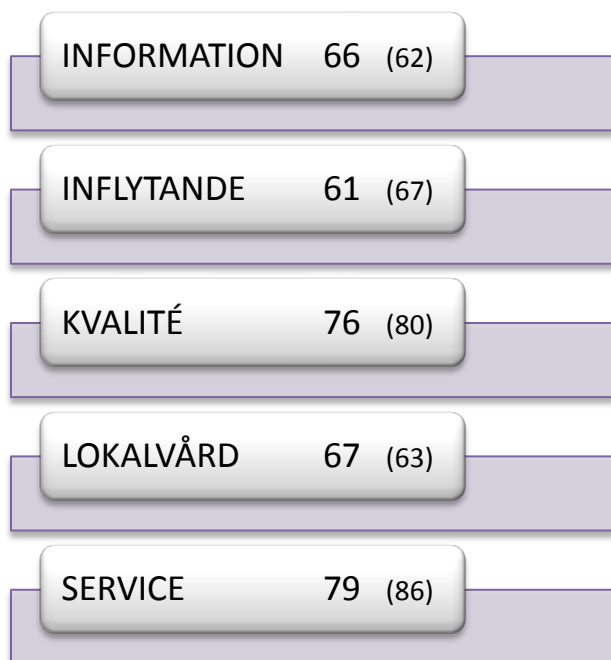 INFORMATION 66 (62)
INFLYTANDE 61 (67)
KVALITÉ 76 (80)
LOKALVÅRD 67 (63)
SERVICE 79 (86)